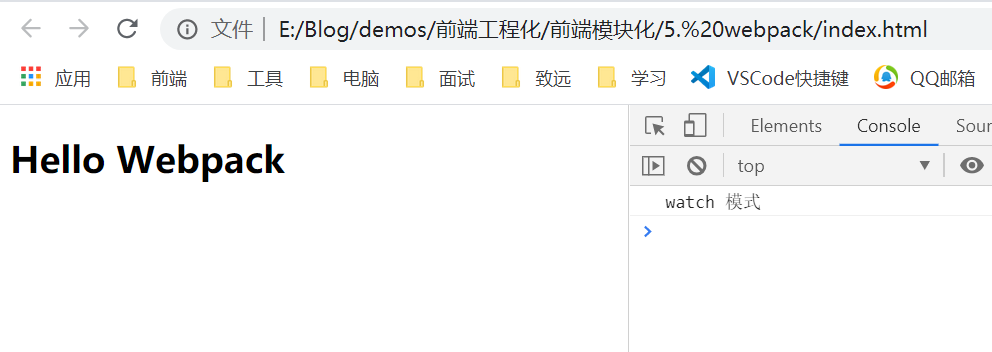 文件 E:/Blog/demos/前端工程化/前端模块化/5.%20webpack/index.html
应用 前端 工具 电脑 面试 致远 学习 VSCode快捷键 QQ邮箱
Hello Webpack
Elements Console Sour
top
watch 模式